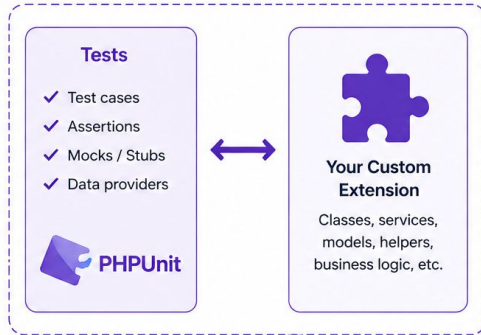 Tests
Test cases
Assertions
Mocks / Stubs
Data providers
PHPUnit
Your Custom
Extension
Classes, services,
models, helpers,
business logic, etc.